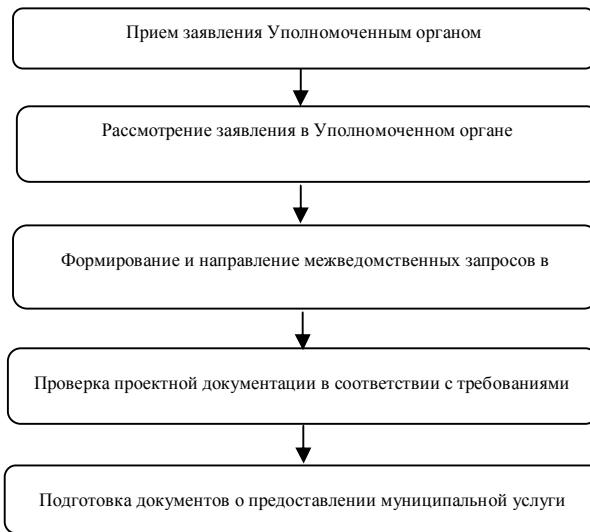 Прием заявления Уполномоченным органом
Рассмотрение заявления в Уполномоченном органе
Формирование и направление межведомственных запросов в
Проверка проектной документации в соответствии с требованиями
Подготовка документов о предоставлении муниципальной услуги